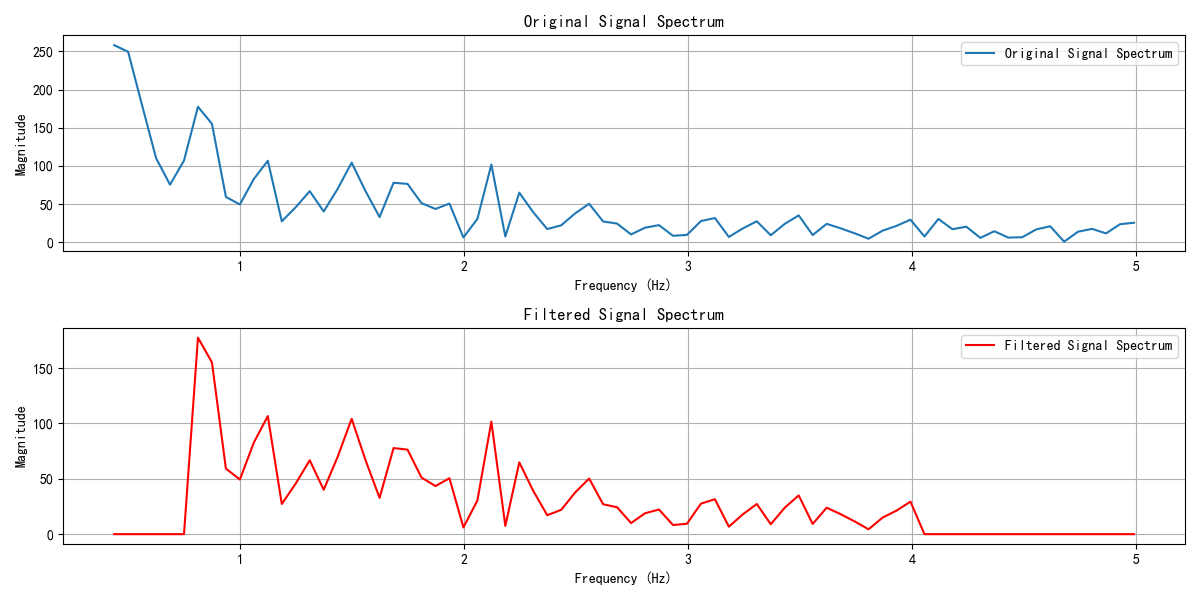 Original Signal Spectrum
Original Signal Spectrum
250
200
150
100
50
0
Magnitude
1 2 3 4 5
Frequency (Hz)
Filtered Signal Spectrum
Filtered Signal Spectrum
150
100
50
0
Magnitude
1 2 3 4 5
Frequency (Hz)